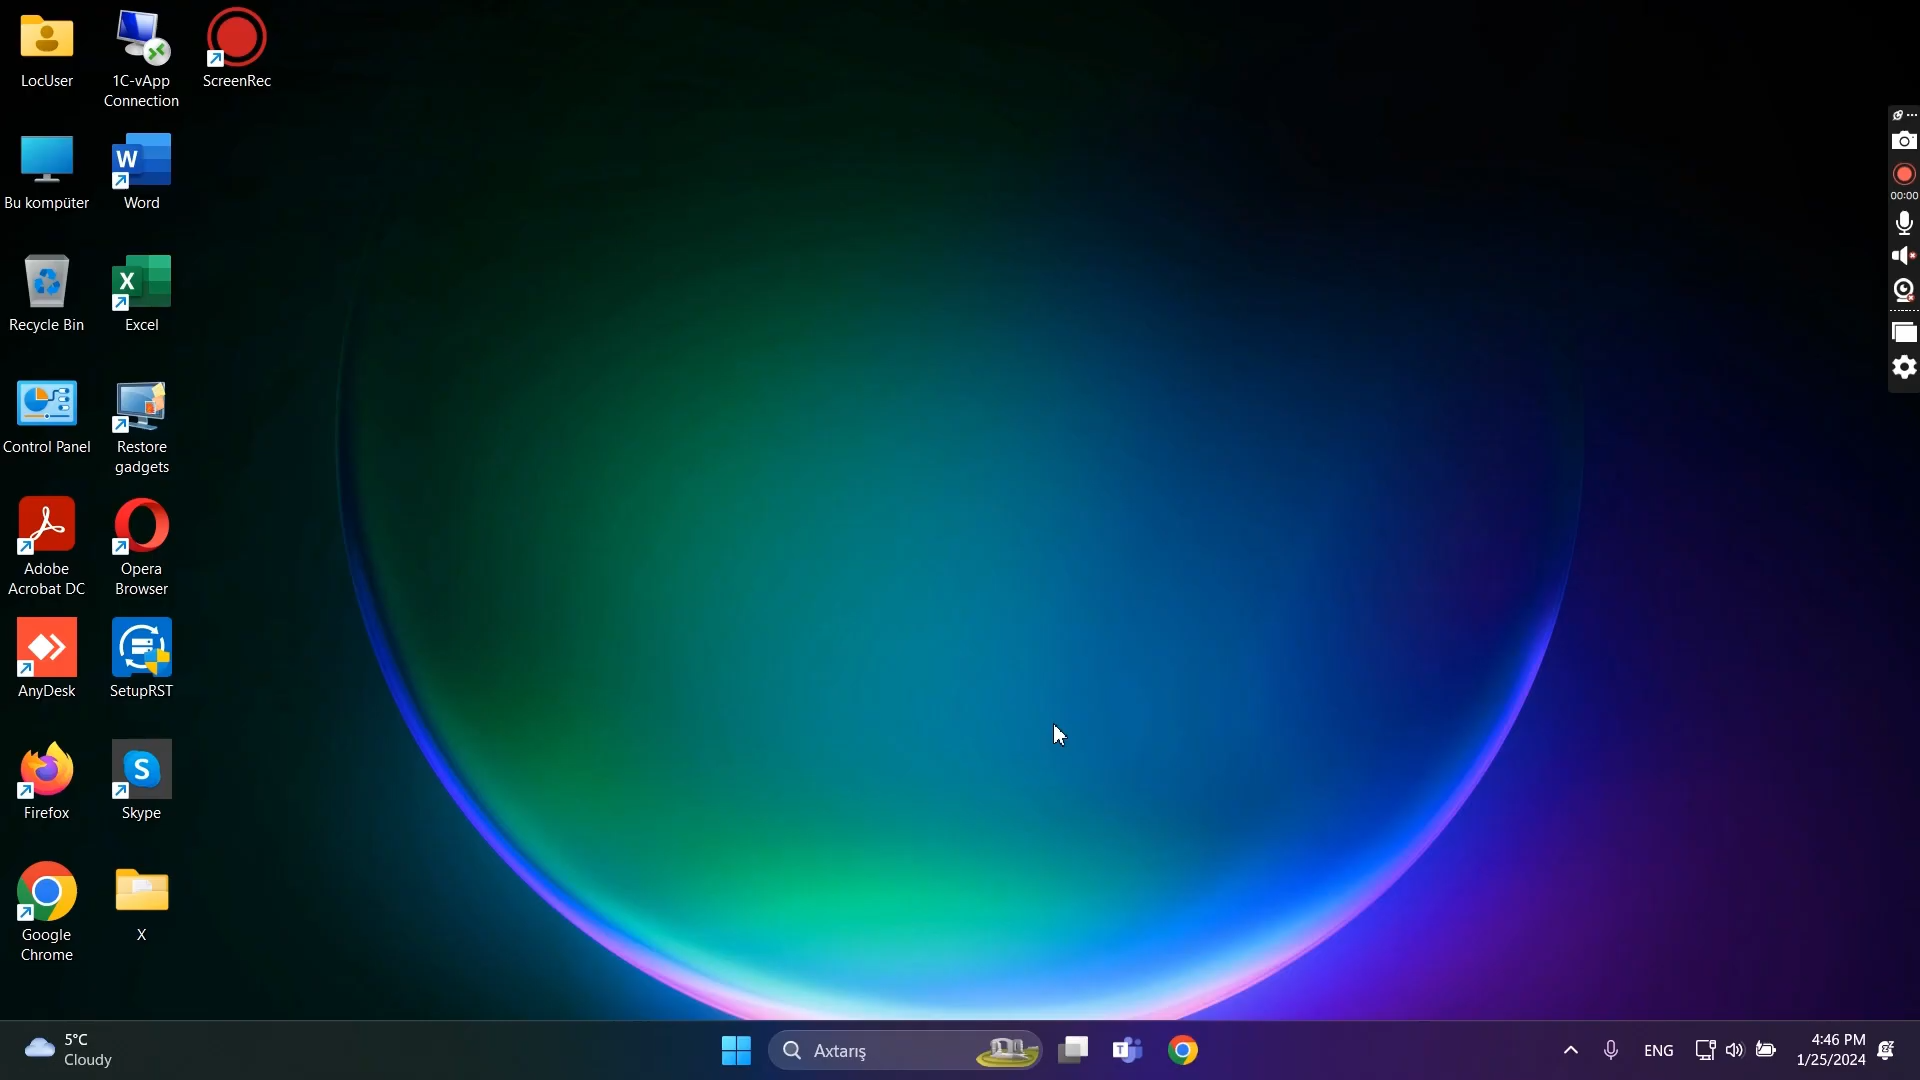 LocUser
1C-vApp
Connection
ScreenRec
Bu kompüter
Word
Recycle Bin
Excel
Control Panel
Restore
gadgets
Adobe
Acrobat DC
Opera
Browser
AnyDesk
SetupRST
Firefox
Skype
Google
Chrome
X
00:00
5°C
Cloudy
Axtarış
ENG
4:46 PM
1/25/2024